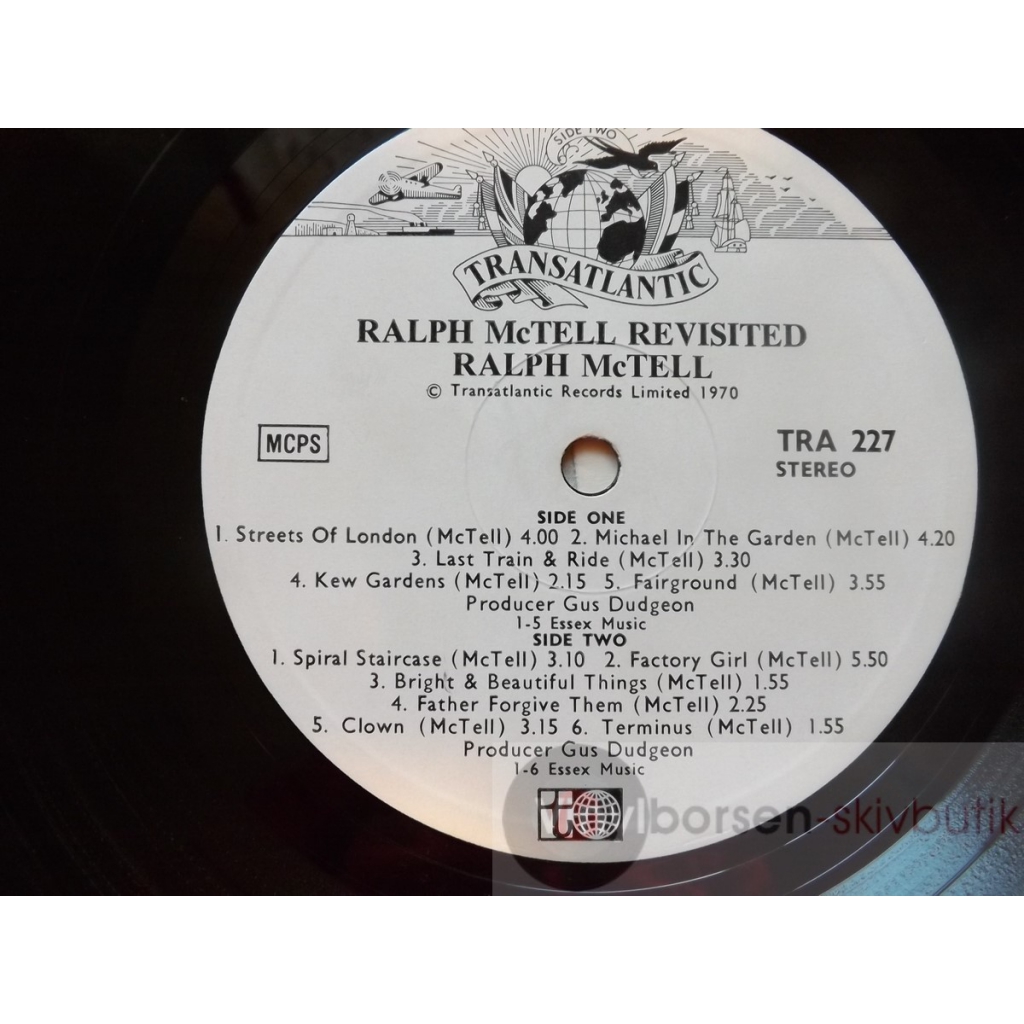 SIDE TWO
TRANSATLANTIC
RALPH McTELL REVISITED
RALPH McTELL
© Transatlantic Records Limited 1970
MCPS
TRA 227
STEREO
SIDE ONE
1. Streets Of London (McTell) 4.00 2. Michael In The Garden (McTell) 4.20
3. Last Train & Ride (McTell) 3.30
4. Kew Gardens (McTell) 2.15 5. Fairground (McTell) 3.55
Producer Gus Dudgeon
1-5 Essex Music
SIDE TWO
1. Spiral Staircase (McTell) 3.10 2. Factory Girl (McTell) 5.50
3. Bright & Beautiful Things (McTell) 1.55
4. Father Forgive Them (McTell) 2.25
5. Clown (McTell) 3.15 6. Terminus (McTell) 1.55
Producer Gus Dudgeon
1-6 Essex Music
t